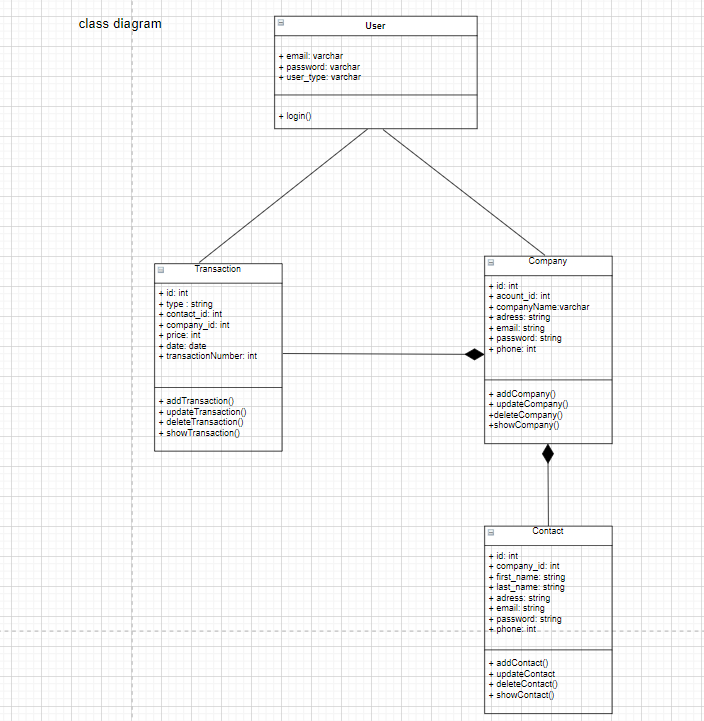 class diagram
User
+ email: varchar
+ password: varchar
+ user_type: varchar
+ login()
Transaction
+ id: int
+ type : string
+ contact_id: int
+ company_id: int
+ price: int
+ date: date
+ transactionNumber: int
+ addTransaction()
+ updateTransaction()
+ deleteTransaction()
+ showTransaction()
Company
+ id: int
+ acount_id: int
+ companyName:varchar
+ adress: string
+ email: string
+ password: string
+ phone: int
+ addCompany()
+ updateCompany()
+deleteCompany()
+showCompany()
Contact
+ id: int
+ company_id: int
+ first_name: string
+ last_name: string
+ adress: string
+ email: string
+ password: string
+ phone: int
+ addContact()
+ updateContact
+ deleteContact()
+ showContact()